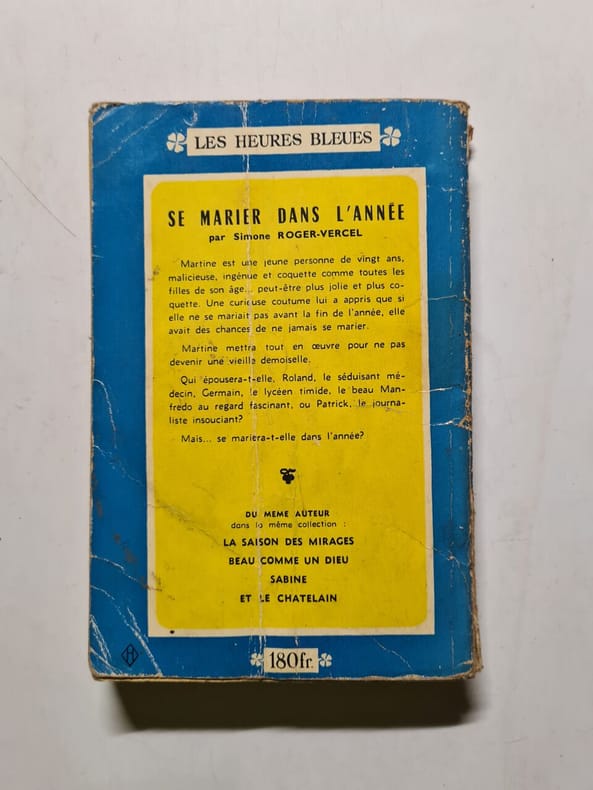 LES HEURES BLEUES
SE MARIER DANS L'ANNÉE
par Simone ROGER-VERCEL
Martine est une jeune personne de vingt ans,
malicieuse, ingénue et coquette comme toutes les
filles de son âge... peut-être plus jolie et plus co-
quette. Une curieuse coutume lui a appris que si
elle ne se mariait pas avant la fin de l'année, elle
avait des chances de ne jamais se marier.
Martine mettra tout en œuvre pour ne pas
devenir une vieille demoiselle.
Qui épousera-t-elle, Roland, le séduisant mé-
decin, Germain, le lycéen timide, le beau Man-
fredo au regard fascinant, ou Patrick, le journa-
liste insouciant?
Mais... se mariera-t-elle dans l'année?
DU MEME AUTEUR
dans la même collection :
LA SAISON DES MIRAGES
BEAU COMME UN DIEU
SABINE
ET LE CHATELAIN
180fr.
H